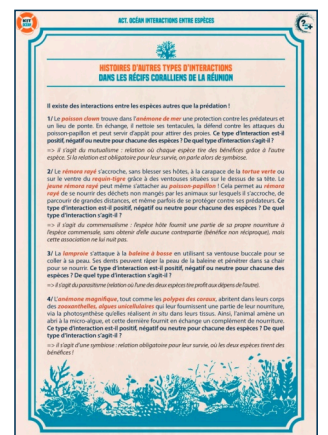 ACT. OCÉAN INTERACTIONS ENTRE ESPÈCES
HISTOIRES D'AUTRES TYPES D'INTERACTIONS
DANS LES RÉCIFS CORALLIENS DE LA RÉUNION
Il existe des interactions entre les espèces autres que la prédation !
1/ Le poisson clown trouve dans l'anémone de mer une protection contre les prédateurs et
un lieu de ponte. En échange, il nettoie ses tentacules, la défend contre les attaques du
poisson-papillon et peut servir d'appât pour attirer des proies. Ce type d'interaction est-il
positif, négatif ou neutre pour chacune des espèces ? De quel type d'interaction s'agit-il ?
=> il s'agit du mutualisme : relation où chaque espèce tire des bénéfices grâce à l'autre
espèce. Si la relation est obligatoire pour leur survie, on parle alors de symbiose.
2/ Le rémora rayé s'accroche, sans blesser ses hôtes, à la carapace de la tortue verte ou
sur le ventre du requin-tigre grâce à des ventouses situées sur le dessus de sa tête. Le
jeune rémora rayé peut même s'attacher au poisson-papillon ! Cela permet au rémora
rayé de se nourrir des déchets non mangés par les animaux sur lesquels il s'accroche, de
parcourir de grandes distances, et même parfois de se protéger contre ses prédateurs. Ce
type d'interaction est-il positif, négatif ou neutre pour chacune des espèces ? De quel
type d'interaction s'agit-il ?
=> il s'agit du commensalisme : l'espèce hôte fournit une partie de sa propre nourriture à
l'espèce commensale, sans obtenir d'elle aucune contrepartie (bénéfice non réciproque), mais
cette association ne lui nuit pas.
3/ La lamproie s'attaque à la baleine à bosse en utilisant sa ventouse buccale pour se
coller à sa peau. Ses dents peuvent râper la peau de la baleine et pénétrer dans sa chair
pour se nourrir. Ce type d'interaction est-il positif, négatif ou neutre pour chacune des
espèces ? De quel type d'interaction s'agit-il ?
=> il s'agit du parasitisme (relation où l'une des deux espèces tire profit aux dépens de l'autre).
4/ L'anémone magnifique, tout comme les polypes des coraux, abritent dans leurs corps
des zooxanthelles, algues unicellulaires qui leur fournissent une partie de leur nourriture,
via la photosynthèse qu'elles réalisent in situ dans leurs tissus. Ainsi, l'animal amène un
abri à la micro-algue, et cette dernière fournit en échange un complément de nourriture.
Ce type d'interaction est-il positif, négatif ou neutre pour chacune des espèces ? De quel
type d'interaction s'agit-il ?
=> il s'agit d'une symbiose : relation obligatoire pour leur survie, où les deux espèces tirent des
bénéfices !